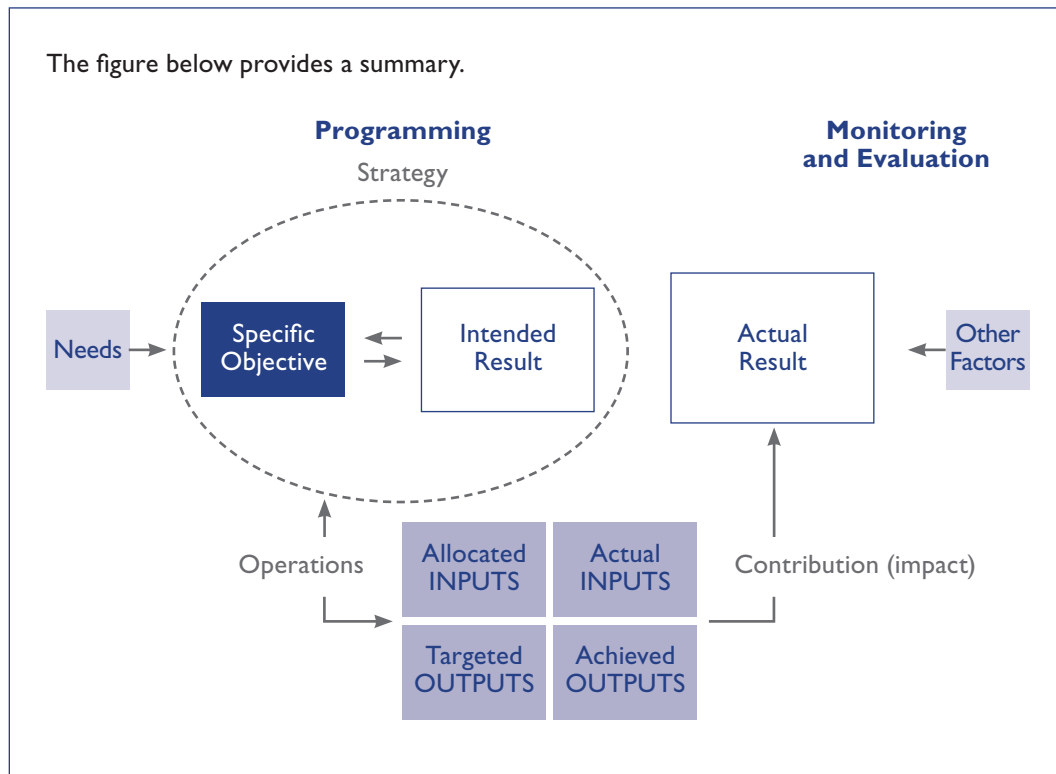 The figure below provides a summary.
Programming
Strategy
Monitoring
and Evaluation
Needs
Specific
Objective
Intended
Result
Actual
Result
Other
Factors
Operations
Allocated
INPUTS
Actual
INPUTS
Targeted
OUTPUTS
Achieved
OUTPUTS
Contribution (impact)